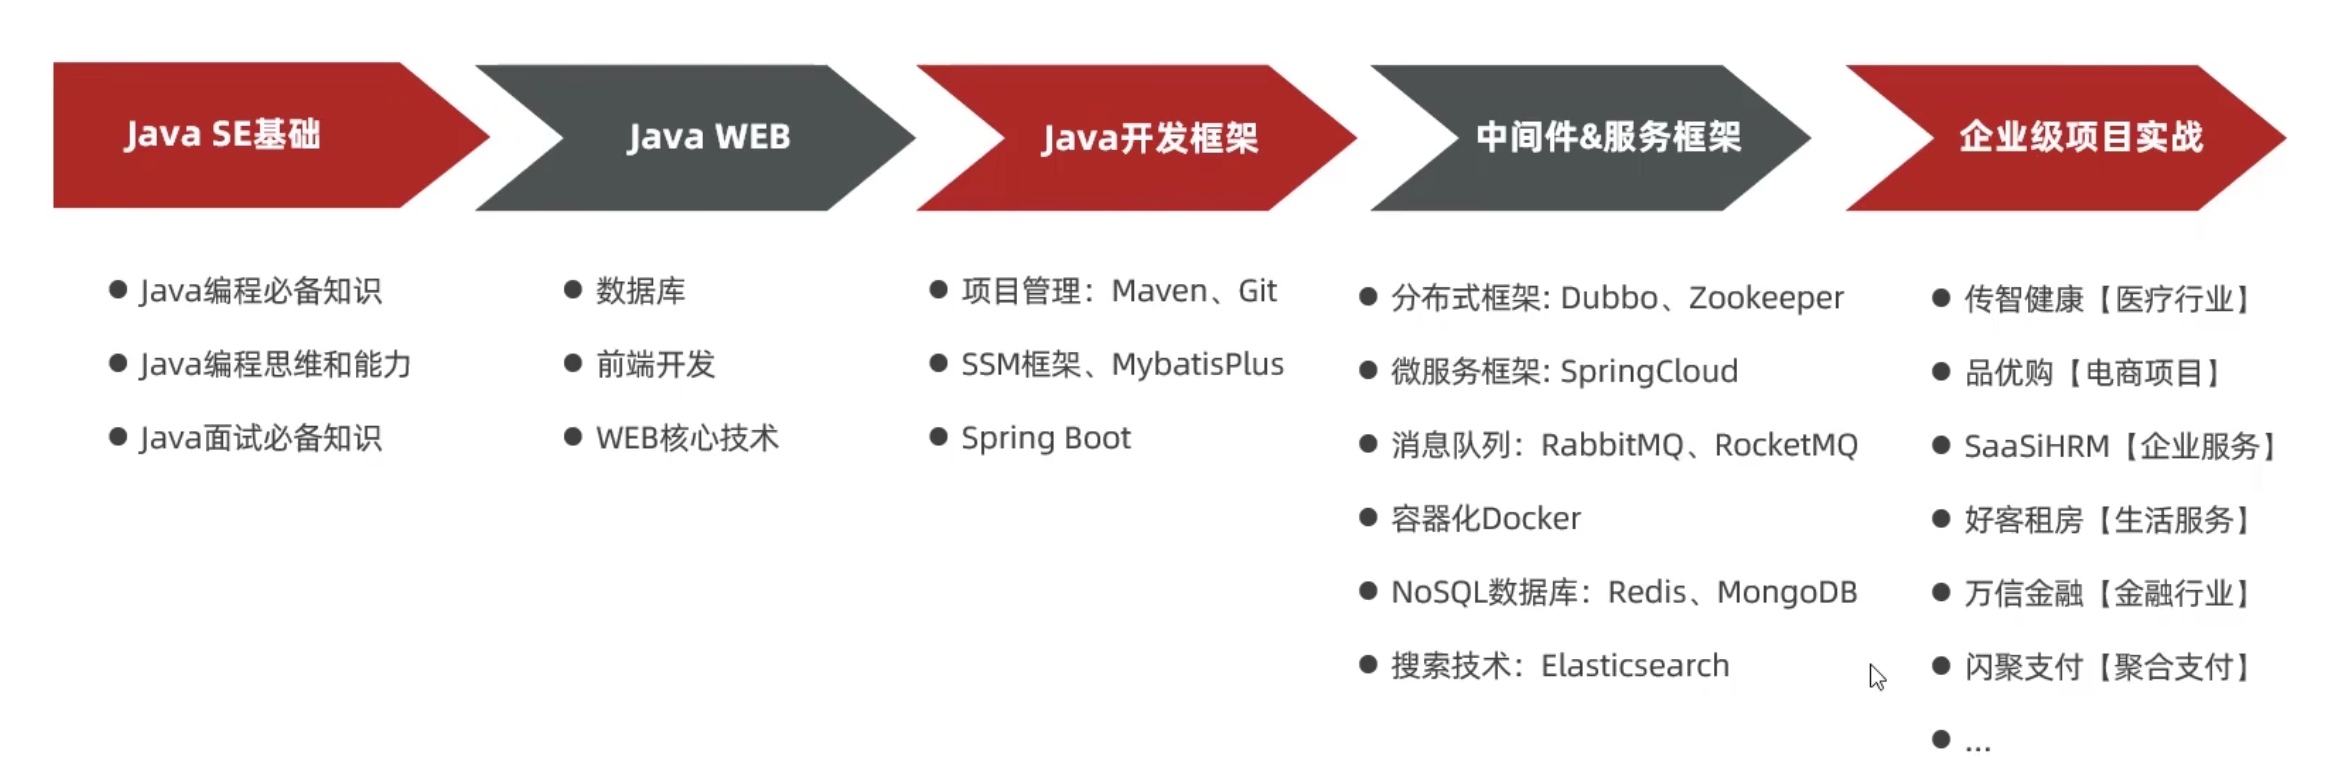 Java SE基础
Java WEB
Java开发框架
中间件&服务框架
企业级项目实战
Java编程必备知识
Java编程思维和能力
Java面试必备知识
数据库
前端开发
WEB核心技术
项目管理：Maven、Git
SSM框架、MybatisPlus
Spring Boot
分布式框架: Dubbo、Zookeeper
微服务框架: SpringCloud
消息队列：RabbitMQ、RocketMQ
容器化Docker
NoSQL数据库：Redis、MongoDB
搜索技术：Elasticsearch
传智健康【医疗行业】
品优购【电商项目】
SaaSiHRM【企业服务】
好客租房【生活服务】
万信金融【金融行业】
闪聚支付【聚合支付】
...